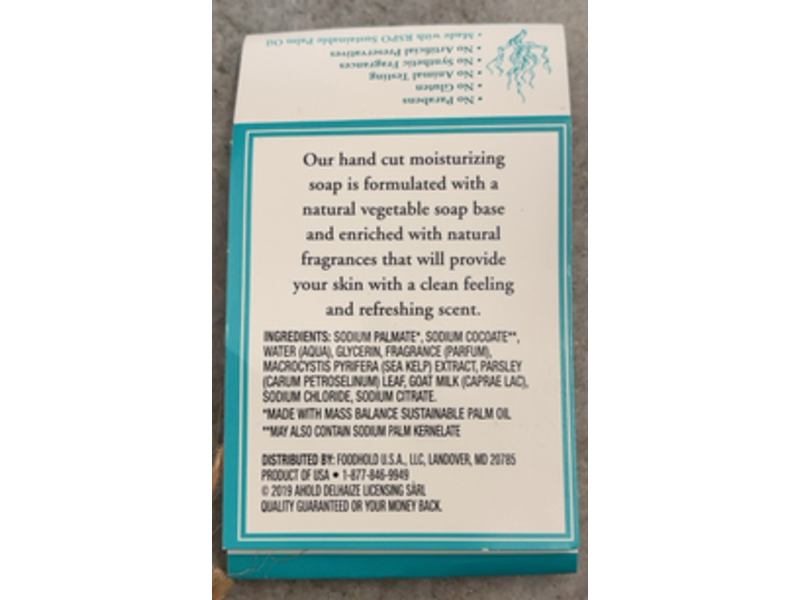 • No Parabens
• No Gluten
• No Animal Testing
• No Synthetic Fragrances
• No Artificial Preservatives
• Made with RSPO Sustainable Palm Oil
Our hand cut moisturizing
soap is formulated with a
natural vegetable soap base
and enriched with natural
fragrances that will provide
your skin with a clean feeling
and refreshing scent.
INGREDIENTS: SODIUM PALMATE*, SODIUM COCOATE**,
WATER (AQUA), GLYCERIN, FRAGRANCE (PARFUM),
MACROCYSTIS PYRIFERA (SEA KELP) EXTRACT, PARSLEY
(CARUM PETROSELINUM) LEAF, GOAT MILK (CAPRAE LAC),
SODIUM CHLORIDE, SODIUM CITRATE.
*MADE WITH MASS BALANCE SUSTAINABLE PALM OIL
**MAY ALSO CONTAIN SODIUM PALM KERNELATE
DISTRIBUTED BY: FOODHOLD U.S.A., LLC, LANDOVER, MD 20785
PRODUCT OF USA • 1-877-846-9949
© 2019 AHOLD DELHAIZE LICENSING SÀRL
QUALITY GUARANTEED OR YOUR MONEY BACK.